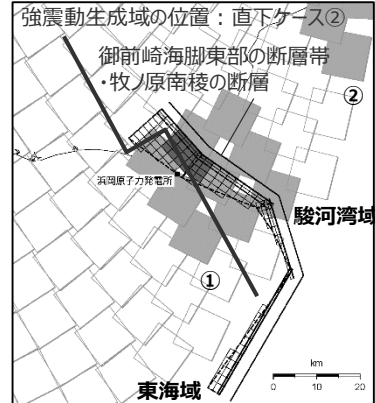 強震動生成域の位置:直下ケース②
御前崎海脚東部の断層帯
・牧ノ原南稜の断層
②
浜岡原子力発電所
駿河湾域
①
東海域
km
0 10 20